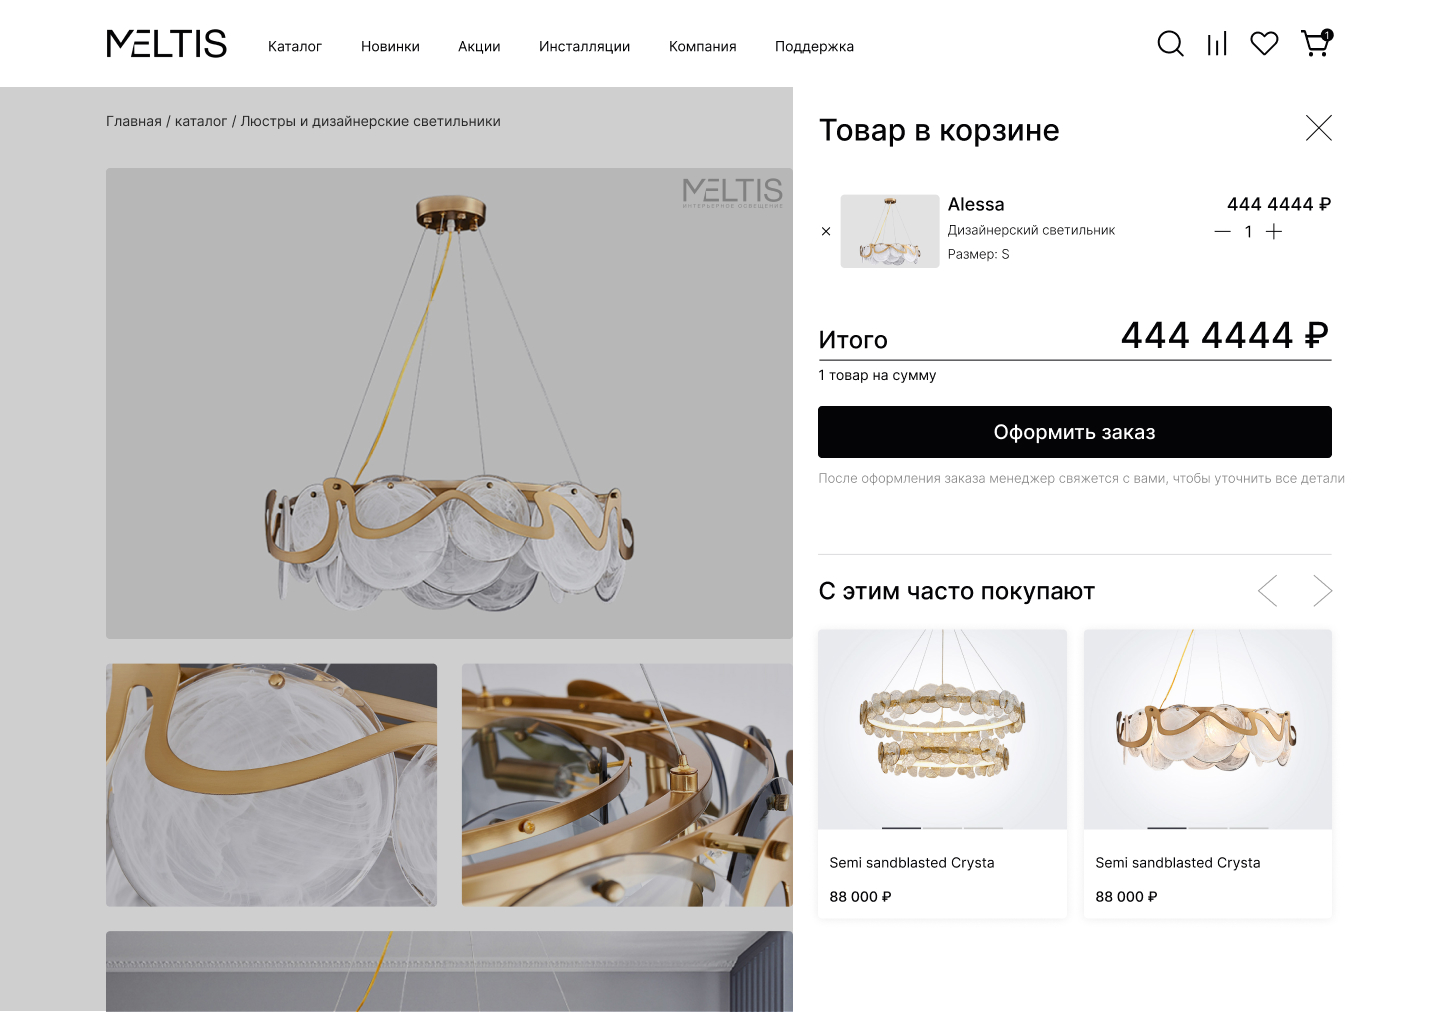 MELTIS
Каталог Новинки Акции Инсталляции Компания Поддержка
1
Главная / каталог / Люстры и дизайнерские светильники
MELTIS
ИНТЕРЬЕРНОЕ ОСВЕЩЕНИЕ
Товар в корзине
Alessa
444 4444 ₽
Дизайнерский светильник
1
Размер: S
Итого
444 4444 ₽
1 товар на сумму
Оформить заказ
После оформления заказа менеджер свяжется с вами, чтобы уточнить все детали
С этим часто покупают
Semi sandblasted Crysta
88 000 ₽
Semi sandblasted Crysta
88 000 ₽